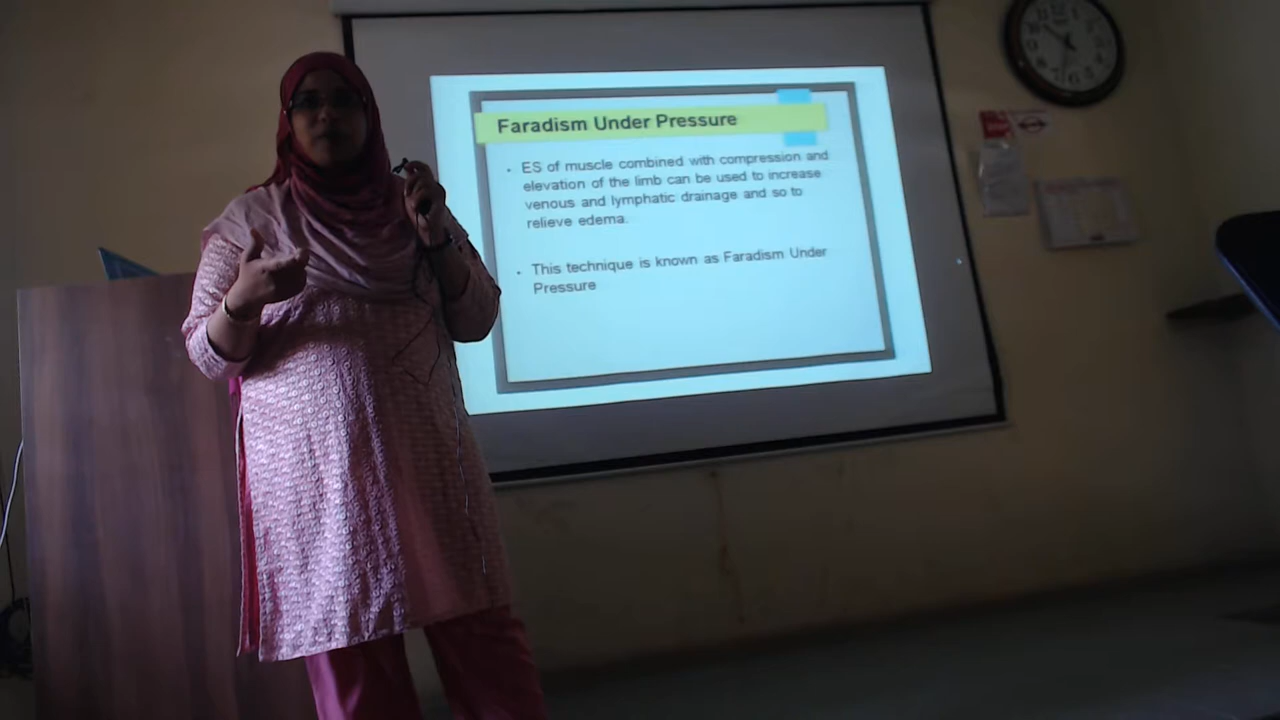 Faradism Under Pressure
• ES of muscle combined with compression and
elevation of the limb can be used to increase
venous and lymphatic drainage and so to
relieve edema.
• This technique is known as Faradism Under
Pressure